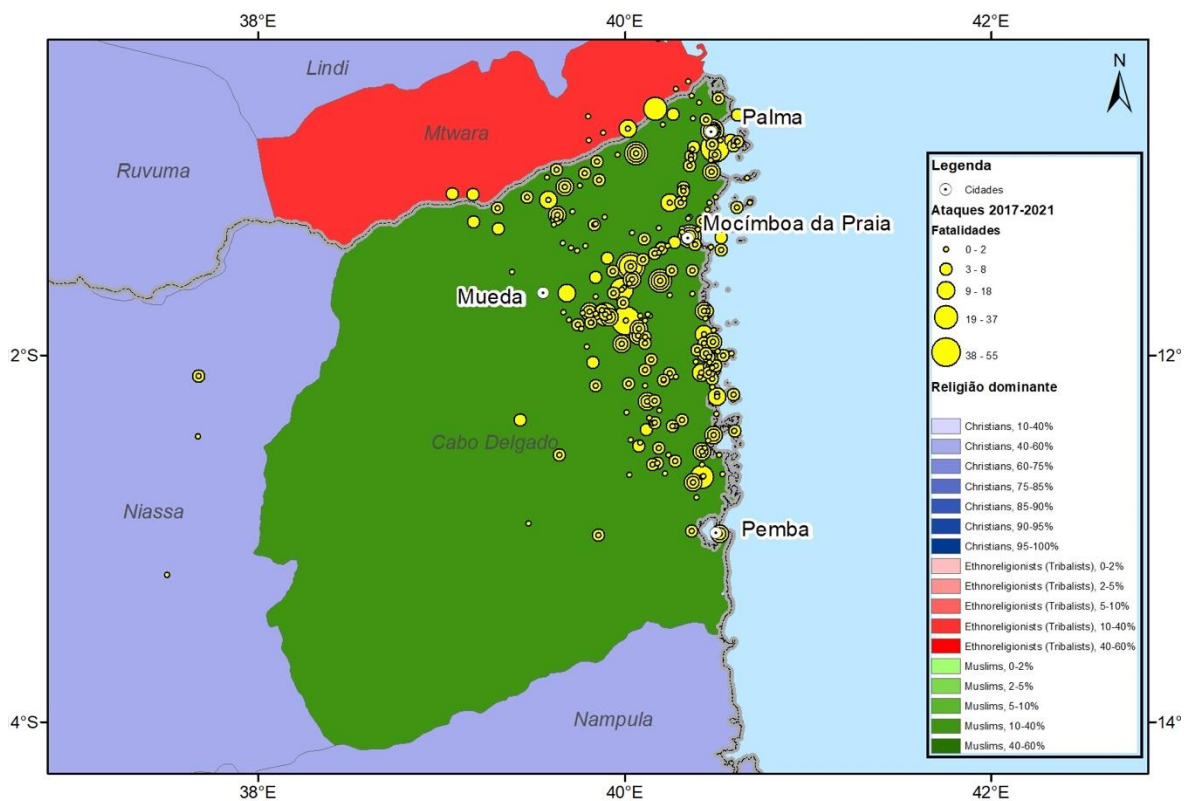 38°E
40°E
42°E
N
Lindi
Mtwara
Ruvuma
Palma
Mocímboa da Praia
Mueda
2°S
12°
Cabo Delgado
Niassa
Pemba
Nampula
4°S
14°
38°E
40°E
42°E
Legenda
Cidades
Ataques 2017-2021
Fatalidades
0 - 2
3 - 8
9 - 18
19 - 37
38 - 55
Religião dominante
Christians, 10-40%
Christians, 40-60%
Christians, 60-75%
Christians, 75-85%
Christians, 85-90%
Christians, 90-95%
Christians, 95-100%
Ethnoreligionists (Tribalists), 0-2%
Ethnoreligionists (Tribalists), 2-5%
Ethnoreligionists (Tribalists), 5-10%
Ethnoreligionists (Tribalists), 10-40%
Ethnoreligionists (Tribalists), 40-60%
Muslims, 0-2%
Muslims, 2-5%
Muslims, 5-10%
Muslims, 10-40%
Muslims, 40-60%